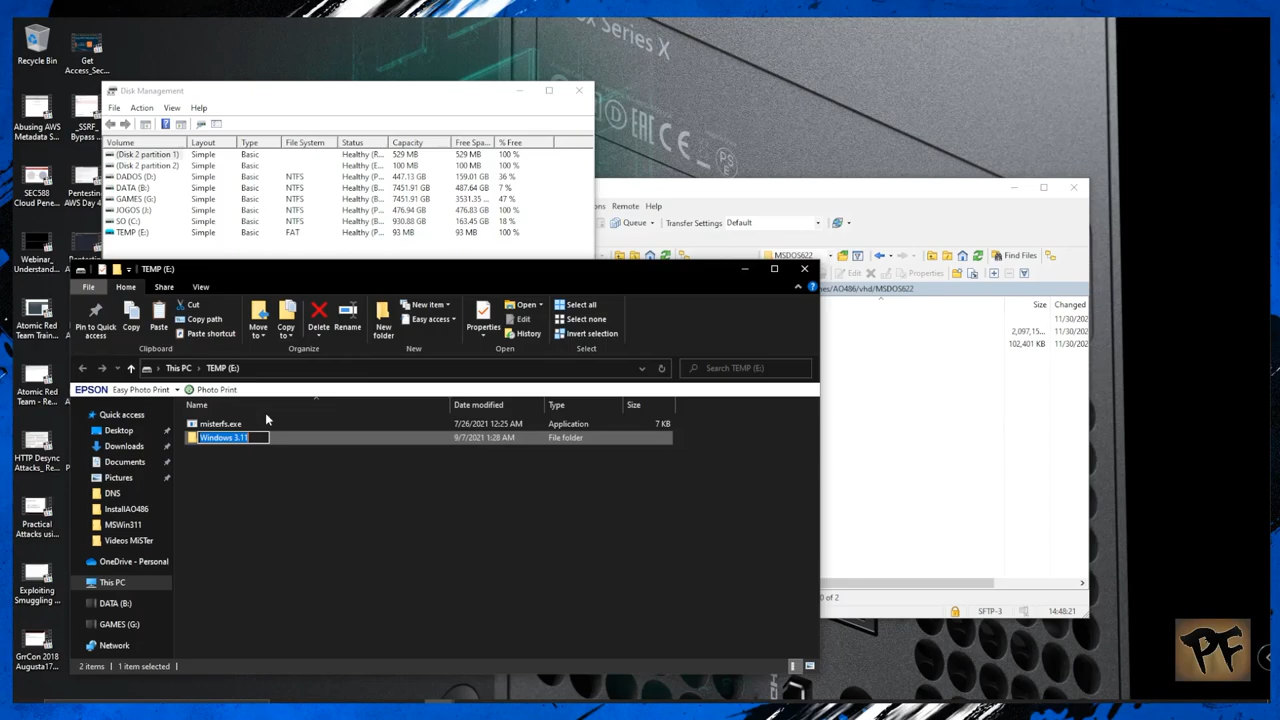 Recycle Bin
Get
Access_Sec...
Abusing AWS
Metadata S...
_SSRF_
Bypass
SEC588
Cloud Pene...
Pentestin
AWS Day 4
Webinar_
Understan...
Pentestin
Atomic Red
Team Train...
Atomic Red
Team - Re...
HTTP Desync
Attacks_ Re...
Practical
Attacks usi...
Exploiting
Smuggling ...
GrrCon 2018
Augusta17...
X Series X
Disk Management
File Action View Help
Volume Layout Type File System Status Capacity Free Spa... % Free
(Disk 2 partition 1) Simple Basic Healthy (R... 529 MB 529 MB 100 %
(Disk 2 partition 2) Simple Basic Healthy (E... 100 MB 100 MB 100 %
DADOS (D:) Simple Basic NTFS Healthy (P... 447.13 GB 159.01 GB 36 %
DATA (B:) Simple Basic NTFS Healthy (P... 7451.91 GB 487.64 GB 7 %
GAMES (G:) Simple Basic NTFS Healthy (P... 7451.91 GB 3531.35 ... 47 %
JOGOS (J:) Simple Basic NTFS Healthy (P... 476.94 GB 476.83 GB 100 %
SO (C:) Simple Basic NTFS Healthy (B... 930.88 GB 163.45 GB 18 %
TEMP (E:) Simple Basic FAT Healthy (P... 93 MB 93 MB 100 %
ons Remote Help
Queue Transfer Settings Default
MSDOS622 Find Files
Edit Properties
nes/AO486/vhd/MSDOS622
Size Changed
11/30/202
2,097,15... 11/30/202
102,401 KB 11/30/202
0 of 2
SFTP-3 14:48:21
TEMP (E:)
File Home Share View
Pin to Quick
access
Copy
Paste
Cut
Copy path
Paste shortcut
Clipboard
Move
to
Copy
to
Delete
Rename
Organize
New
folder
New item
Easy access
New
Properties
Open
Edit
History
Open
Select all
Select none
Invert selection
Select
This PC > TEMP (E:)
Search TEMP (E:)
EPSON Easy Photo Print Photo Print
Name Date modified Type Size
misterfs.exe 7/26/2021 12:25 AM Application 7 KB
Windows 3.11 9/7/2021 1:28 AM File folder
Quick access
Desktop
Downloads
Documents
Pictures
DNS
InstallAO486
MSWin311
Videos MiSTer
OneDrive - Personal
This PC
DATA (B:)
GAMES (G:)
Network
2 items 1 item selected
PF